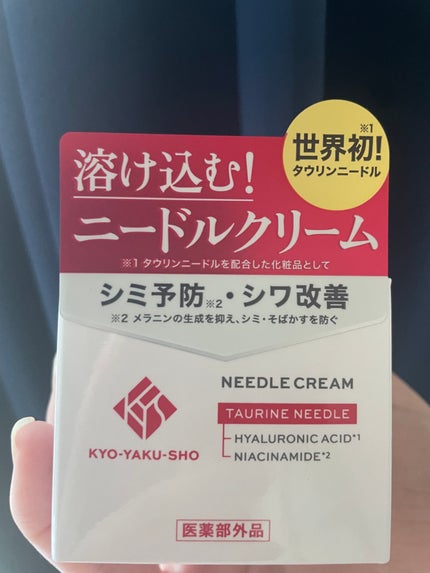 ※1
世界初!
タウリンニードル
溶け込む!
ニードルクリーム
※1 タウリンニードルを配合した化粧品として
シミ予防※2・シワ改善
※2 メラニンの生成を抑え、シミ・そばかすを防ぐ
KYS
KYO-YAKU-SHO
NEEDLE CREAM
TAURINE NEEDLE
HYALURONIC ACID*1
NIACINAMIDE*2
医薬部外品